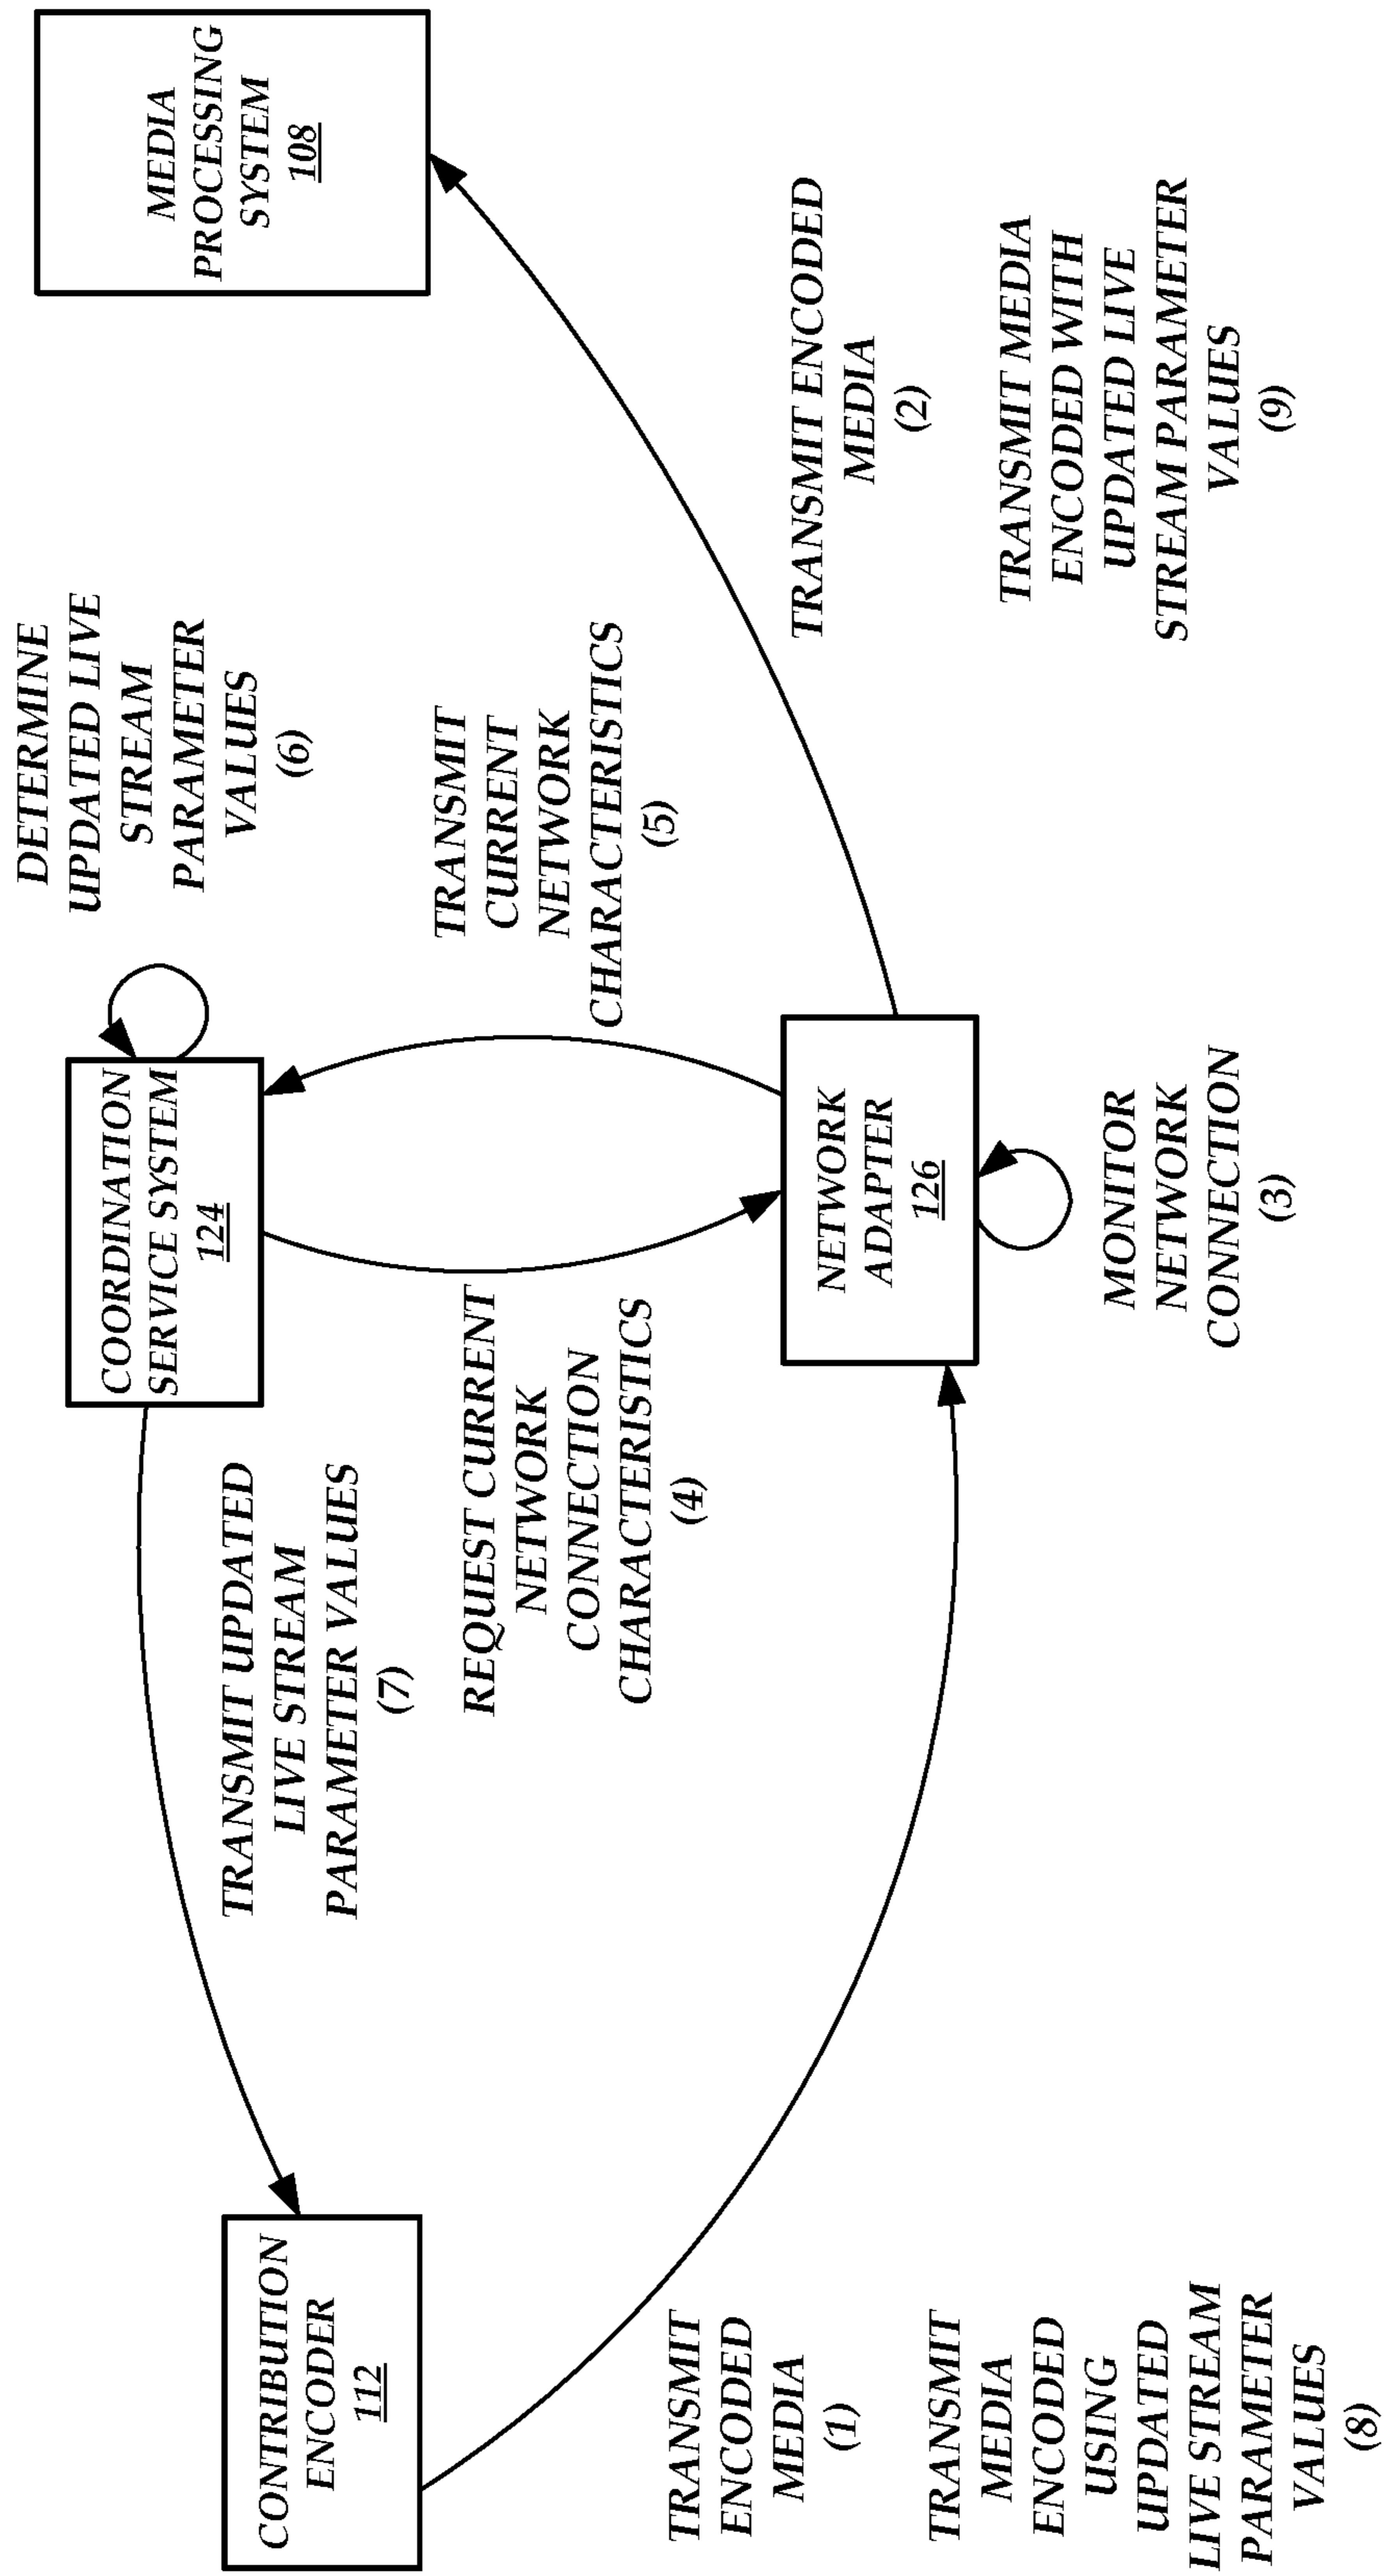 CONTRIBUTION
ENCODER
112
COORDINATION
SERVICE SYSTEM
124
MEDIA
PROCESSING
SYSTEM
108
NETWORK
ADAPTER
126
TRANSMIT
ENCODED
MEDIA
(1)
TRANSMIT ENCODED
MEDIA
(2)
MONITOR
NETWORK
CONNECTION
(3)
REQUEST CURRENT
NETWORK
CONNECTION
CHARACTERISTICS
(4)
TRANSMIT
CURRENT
NETWORK
CHARACTERISTICS
(5)
DETERMINE
UPDATED LIVE
STREAM
PARAMETER
VALUES
(6)
TRANSMIT UPDATED
LIVE STREAM
PARAMETER VALUES
(7)
TRANSMIT
MEDIA
ENCODED
USING
UPDATED
LIVE STREAM
PARAMETER
VALUES
(8)
TRANSMIT MEDIA
ENCODED WITH
UPDATED LIVE
STREAM PARAMETER
VALUES
(9)